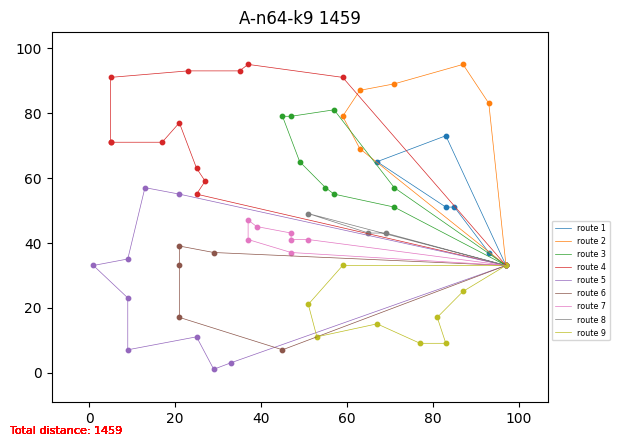 A-n64-k9 1459
100
80
60
40
20
0
0 20 40 60 80 100
route 1
route 2
route 3
route 4
route 5
route 6
route 7
route 8
route 9
Total distance: 1459